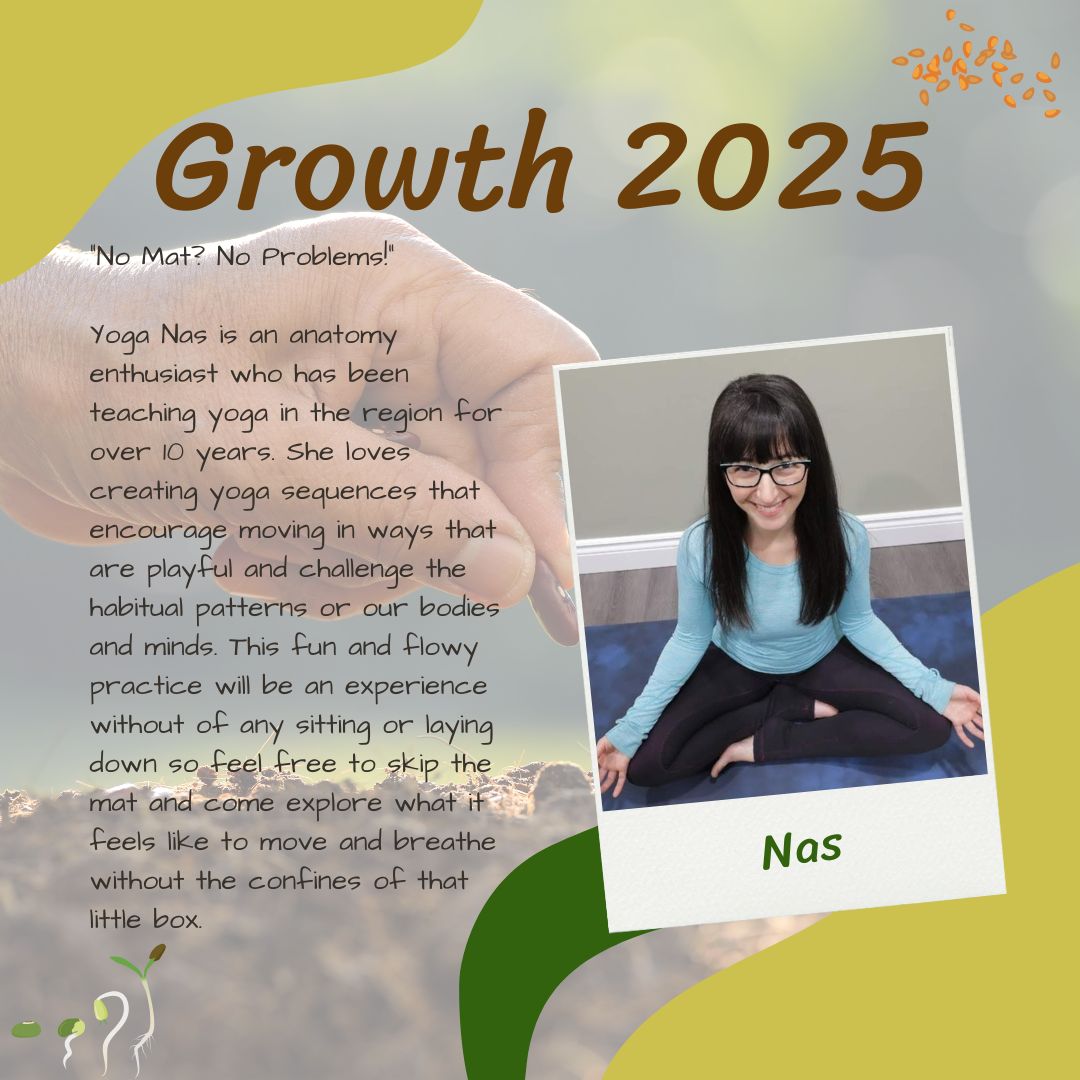 Growth 2025
"No Mat? No Problems!"
Yoga Nas is an anatomy
enthusiast who has been
teaching yoga in the region for
over 10 years. She loves
creating yoga sequences that
encourage moving in ways that
are playful and challenge the
habitual patterns or our bodies
and minds. This fun and flowy
practice will be an experience
without of any sitting or laying
down so feel free to skip the
mat and come explore what it
feels like to move and breathe
without the confines of that
little box.
Nas